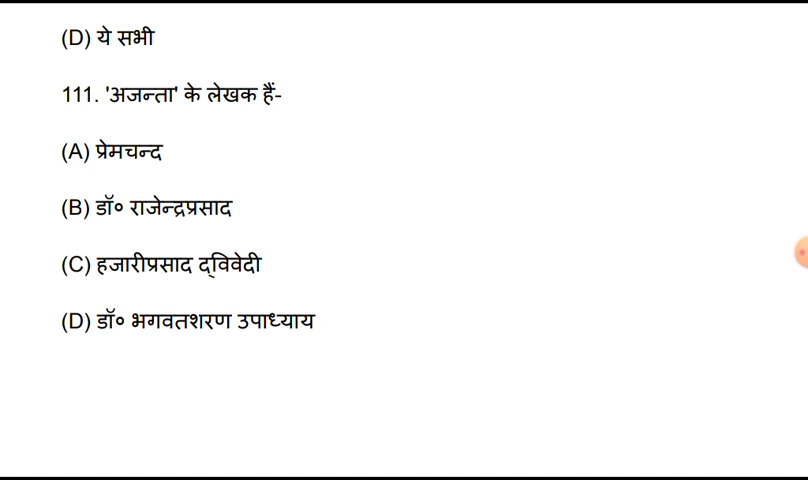 (D) ये सभी
111. 'अजन्ता' के लेखक हैं-
(A) प्रेमचन्द
(B) डॉ० राजेन्द्रप्रसाद
(C) हजारीप्रसाद द्विवेदी
(D) डॉ० भगवतशरण उपाध्याय